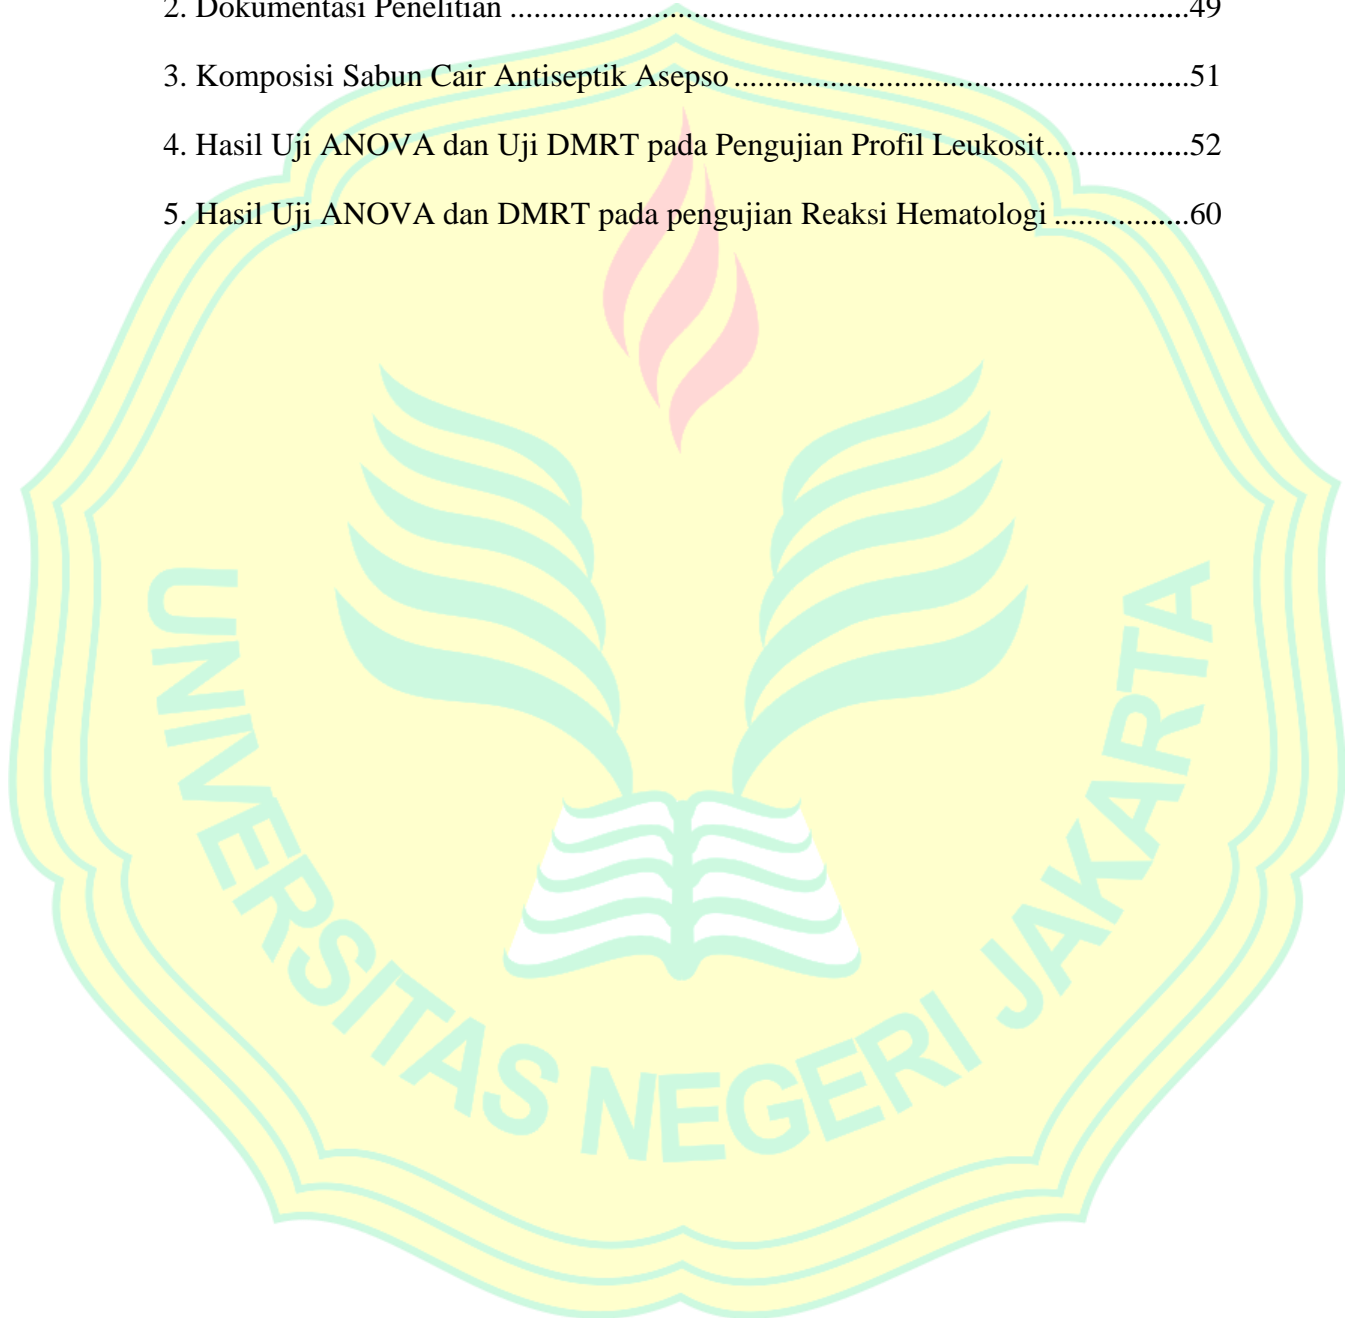 2. Dokumentasi Penelitian ....................................................................................49
3. Komposisi Sabun Cair Antiseptik Asepso .........................................................51
4. Hasil Uji ANOVA dan Uji DMRT pada Pengujian Profil Leukosit..................52
5. Hasil Uji ANOVA dan DMRT pada pengujian Reaksi Hematologi .................60
UNIVERSITAS NEGERI JAKARTA